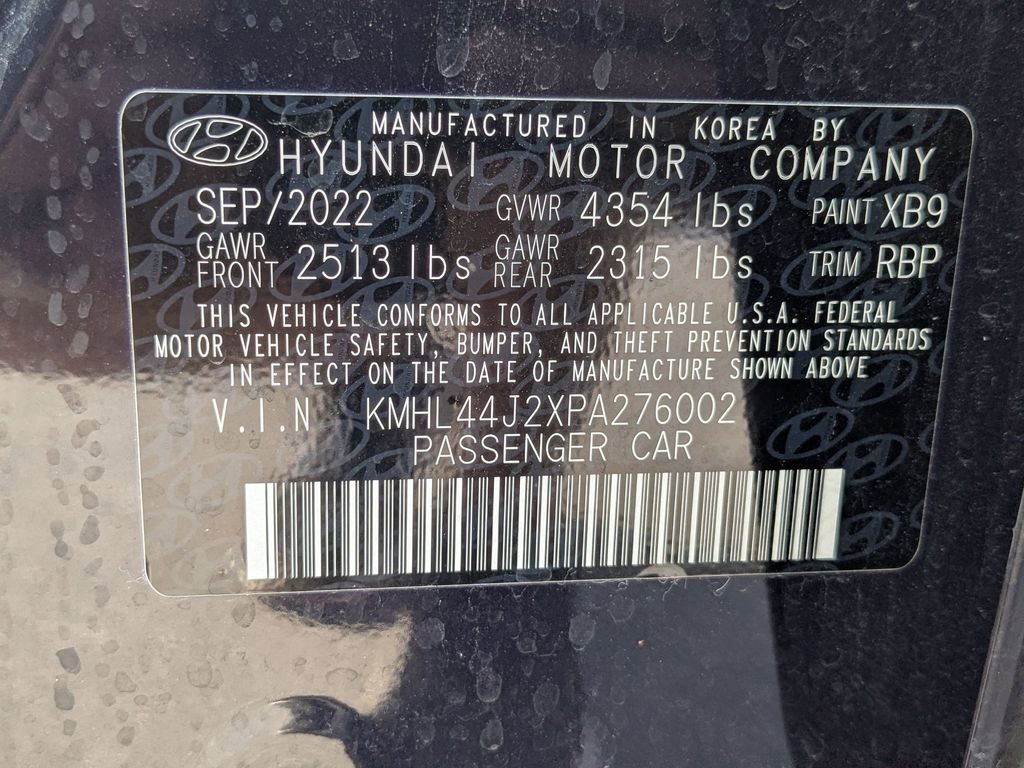 MANUFACTURED IN KOREA BY
HYUNDAI MOTOR COMPANY
SEP/2022 GVWR 4354 lbs PAINT XB9
GAWR FRONT 2513 lbs GAWR REAR 2315 lbs TRIM RBP
THIS VEHICLE CONFORMS TO ALL APPLICABLE U.S.A. FEDERAL
MOTOR VEHICLE SAFETY, BUMPER, AND THEFT PREVENTION STANDARDS
IN EFFECT ON THE DATE OF MANUFACTURE SHOWN ABOVE
V.I.N KMHL44J2XPA276002
PASSENGER CAR